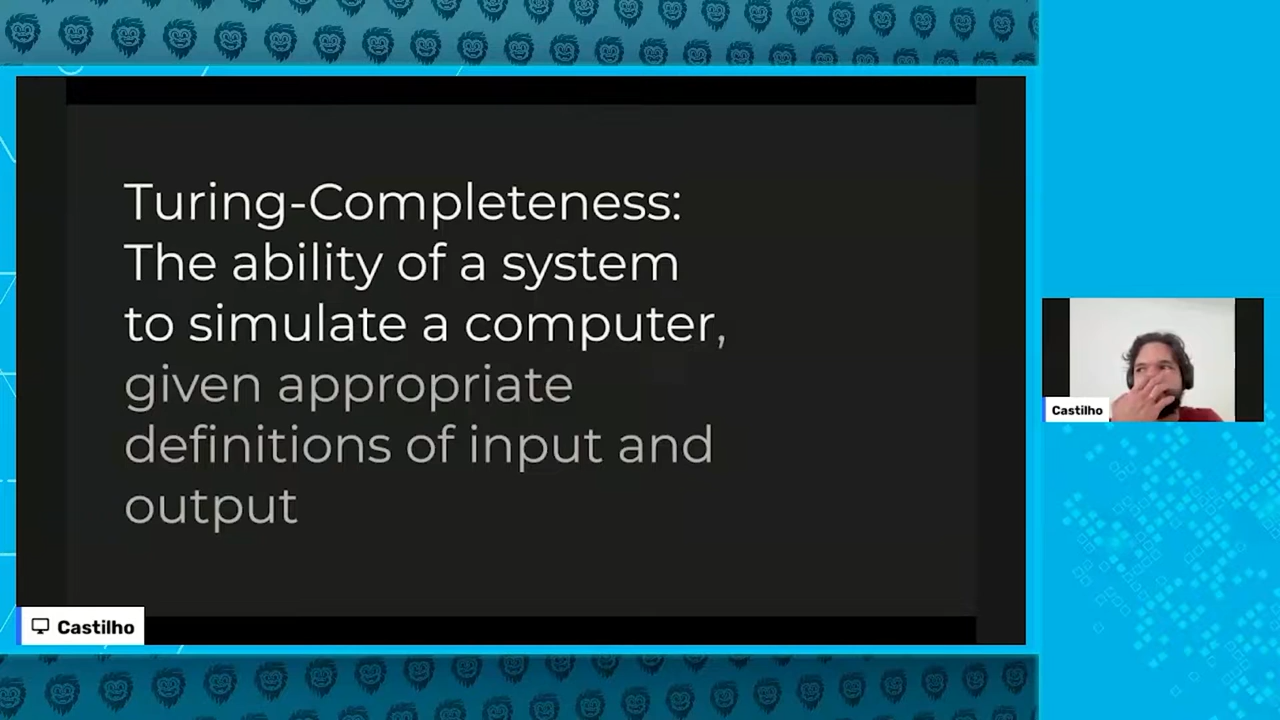 Turing-Completeness:
The ability of a system
to simulate a computer,
given appropriate
definitions of input and
output
Castilho
Castilho